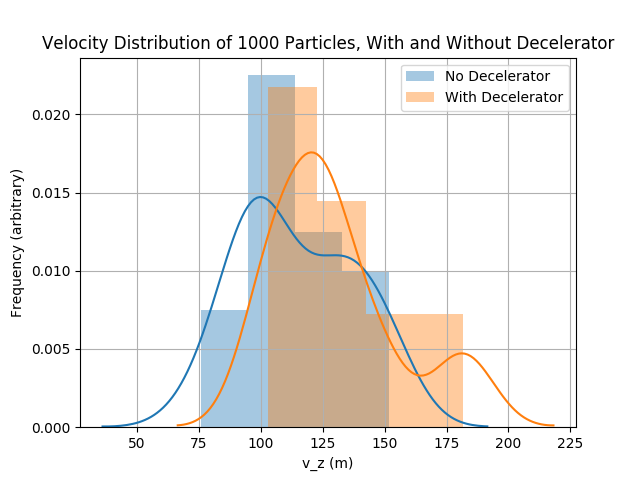 Velocity Distribution of 1000 Particles, With and Without Decelerator
No Decelerator
With Decelerator
Frequency (arbitrary)
0.020
0.015
0.010
0.005
0.000
50 75 100 125 150 175 200 225
v_z (m)